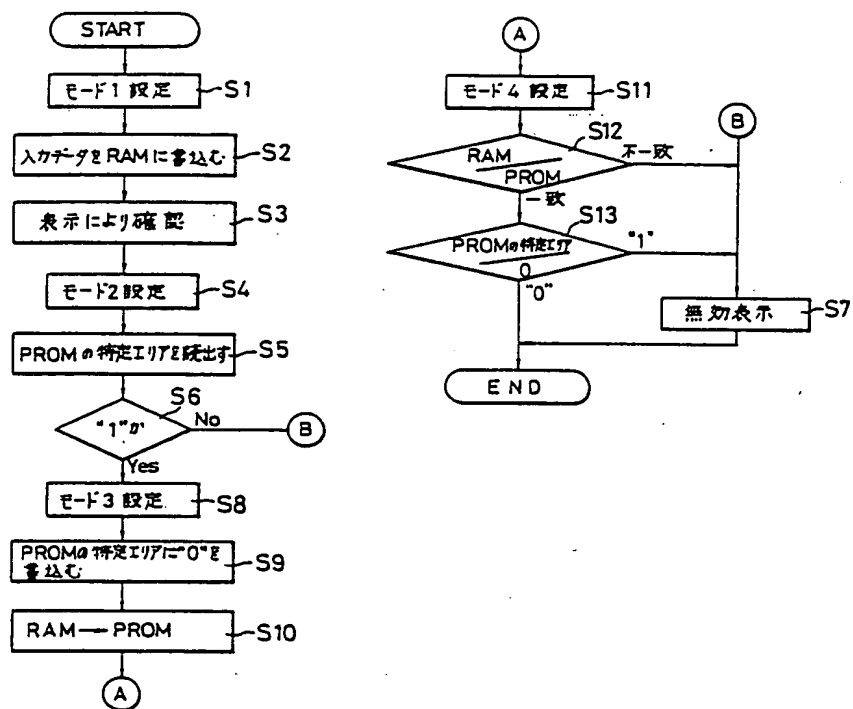 START
モード1 設定
S1
入力データをRAMに書込む
S2
表示により確認
S3
モード2設定
S4
PROMの特定エリアを読出す
S5
S6
"1"か
No
B
Yes
モード3 設定
S8
PROMの特定エリアに"0"を
書込む
S9
RAM→PROM
S10
A
A
モード4 設定
S11
B
S12
RAM
PROM
不一致
一致
S13
PROMの特定エリア
0
"1"
"0"
無効表示
S7
END